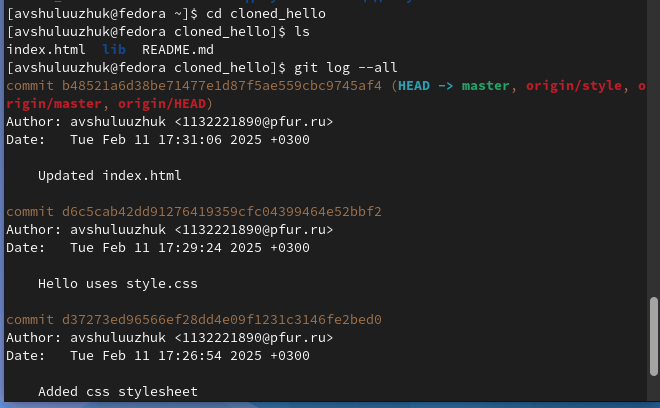 [avshuluuzhuk@fedora ~]$ cd cloned_hello
[avshuluuzhuk@fedora cloned_hello]$ ls
index.html  lib  README.md
[avshuluuzhuk@fedora cloned_hello]$ git log --all
commit b48521a6d38be71477e1d87f5ae559cbc9745af4 (HEAD -> master, origin/style, o
rigin/master, origin/HEAD)
Author: avshuluuzhuk <1132221890@pfur.ru>
Date:   Tue Feb 11 17:31:06 2025 +0300
    Updated index.html
commit d6c5cab42dd91276419359cfc04399464e52bbf2
Author: avshuluuzhuk <1132221890@pfur.ru>
Date:   Tue Feb 11 17:29:24 2025 +0300
    Hello uses style.css
commit d37273ed96566ef28dd4e09f1231c3146fe2bed0
Author: avshuluuzhuk <1132221890@pfur.ru>
Date:   Tue Feb 11 17:26:54 2025 +0300
    Added css stylesheet